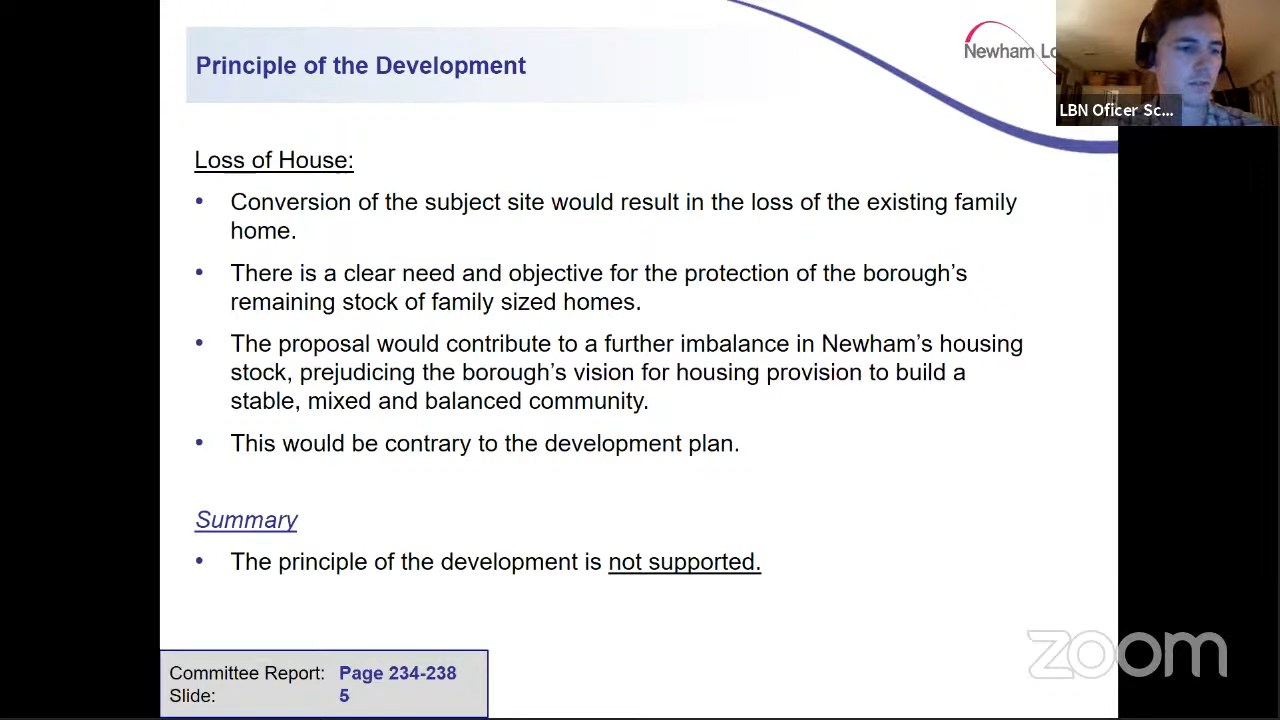 Principle of the Development
Newham Lo
LBN Oficer Sc...
Loss of House:
• Conversion of the subject site would result in the loss of the existing family
home.
• There is a clear need and objective for the protection of the borough's
remaining stock of family sized homes.
• The proposal would contribute to a further imbalance in Newham's housing
stock, prejudicing the borough's vision for housing provision to build a
stable, mixed and balanced community.
• This would be contrary to the development plan.
Summary
• The principle of the development is not supported.
Committee Report: Page 234-238
Slide: 5
zoom